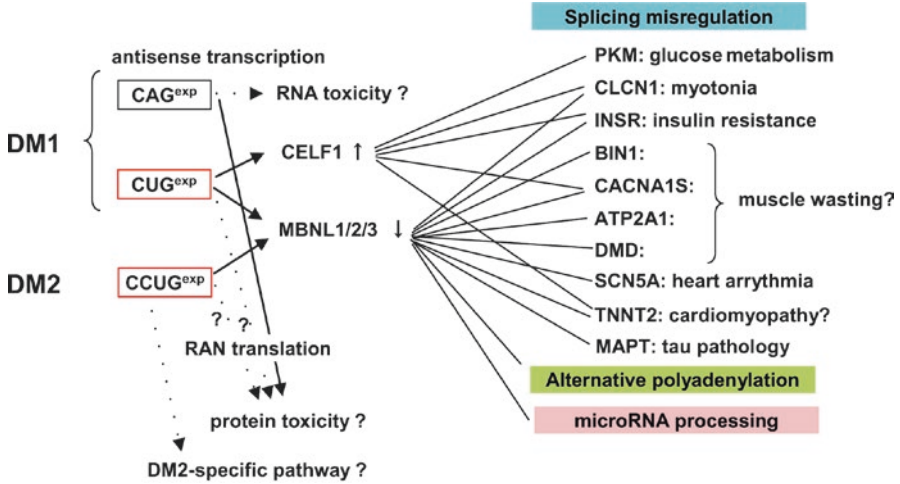 Splicing misregulation
antisense transcription
PKM: glucose metabolism
CAGexp
RNA toxicity ?
CLCN1: myotonia
DM1
INSR: insulin resistance
CELF1 ↑
BIN1:
CUGexp
CACNA1S:
muscle wasting?
ATP2A1:
MBNL1/2/3 ↓
DMD:
DM2
CCUGexp
SCN5A: heart arrythmia
? ?
TNNT2: cardiomyopathy?
RAN translation
MAPT: tau pathology
Alternative polyadenylation
protein toxicity ?
microRNA processing
DM2-specific pathway ?